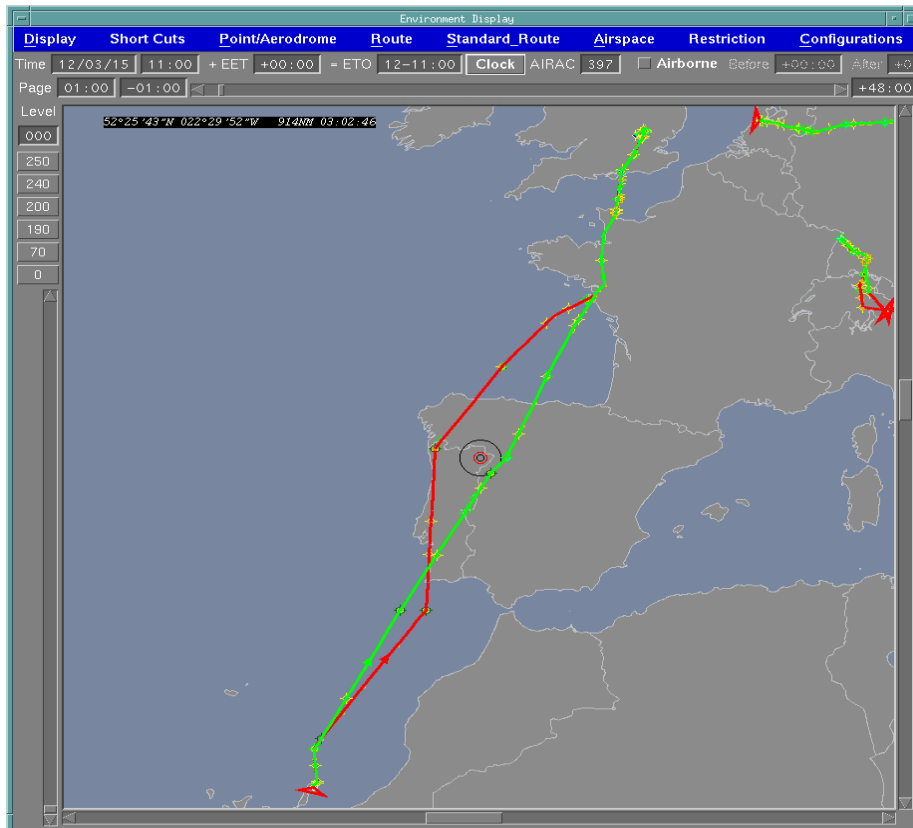 Environment Display
Display Short Cuts Point/Aerodrome Route Standard_Route Airspace Restriction Configurations
Time 12/03/15 11:00 + EET +00:00 = ETO 12-11:00 Clock AIRAC 397 Airborne Before +00:00 After +0
Page 01:00 -01:00 +48:00
Level
52°25'43"N 022°29'52"W 914NM 03:02:46
000
250
240
200
190
70
0